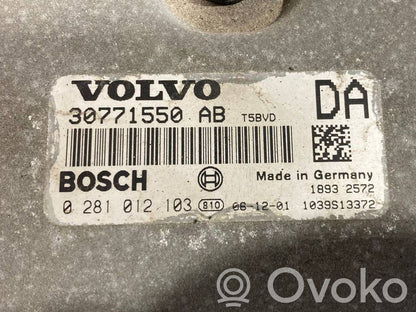 VOLVO DA
30771550 AB T5BVD
BOSCH Made in Germany
1893 2572
0 281 012 103 810 06-12-01 1039S13372
OVOKO